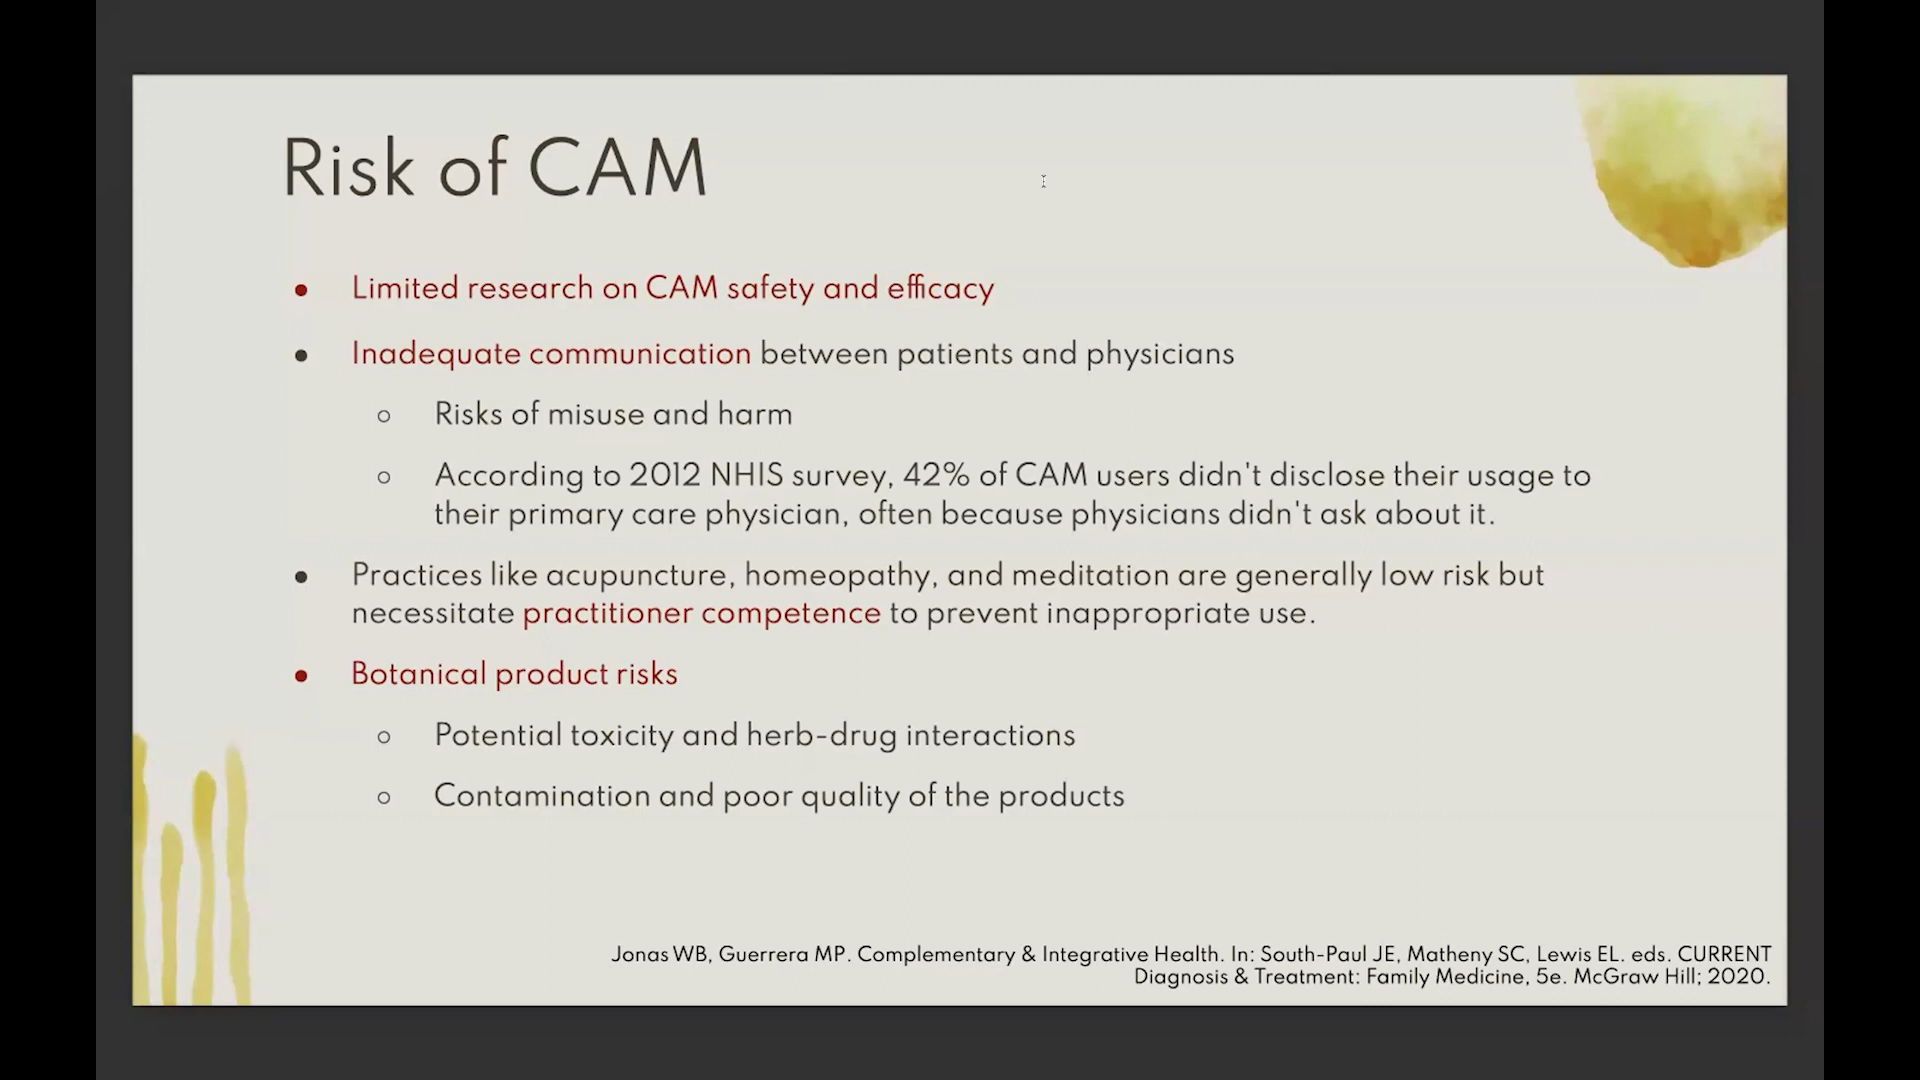 Risk of CAM
● Limited research on CAM safety and efficacy
● Inadequate communication between patients and physicians
○ Risks of misuse and harm
○ According to 2012 NHIS survey, 42% of CAM users didn't disclose their usage to
their primary care physician, often because physicians didn't ask about it.
● Practices like acupuncture, homeopathy, and meditation are generally low risk but
necessitate practitioner competence to prevent inappropriate use.
● Botanical product risks
○ Potential toxicity and herb-drug interactions
○ Contamination and poor quality of the products
Jonas WB, Guerrera MP. Complementary & Integrative Health. In: South-Paul JE, Matheny SC, Lewis EL. eds. CURRENT
Diagnosis & Treatment: Family Medicine, 5e. McGraw Hill; 2020.